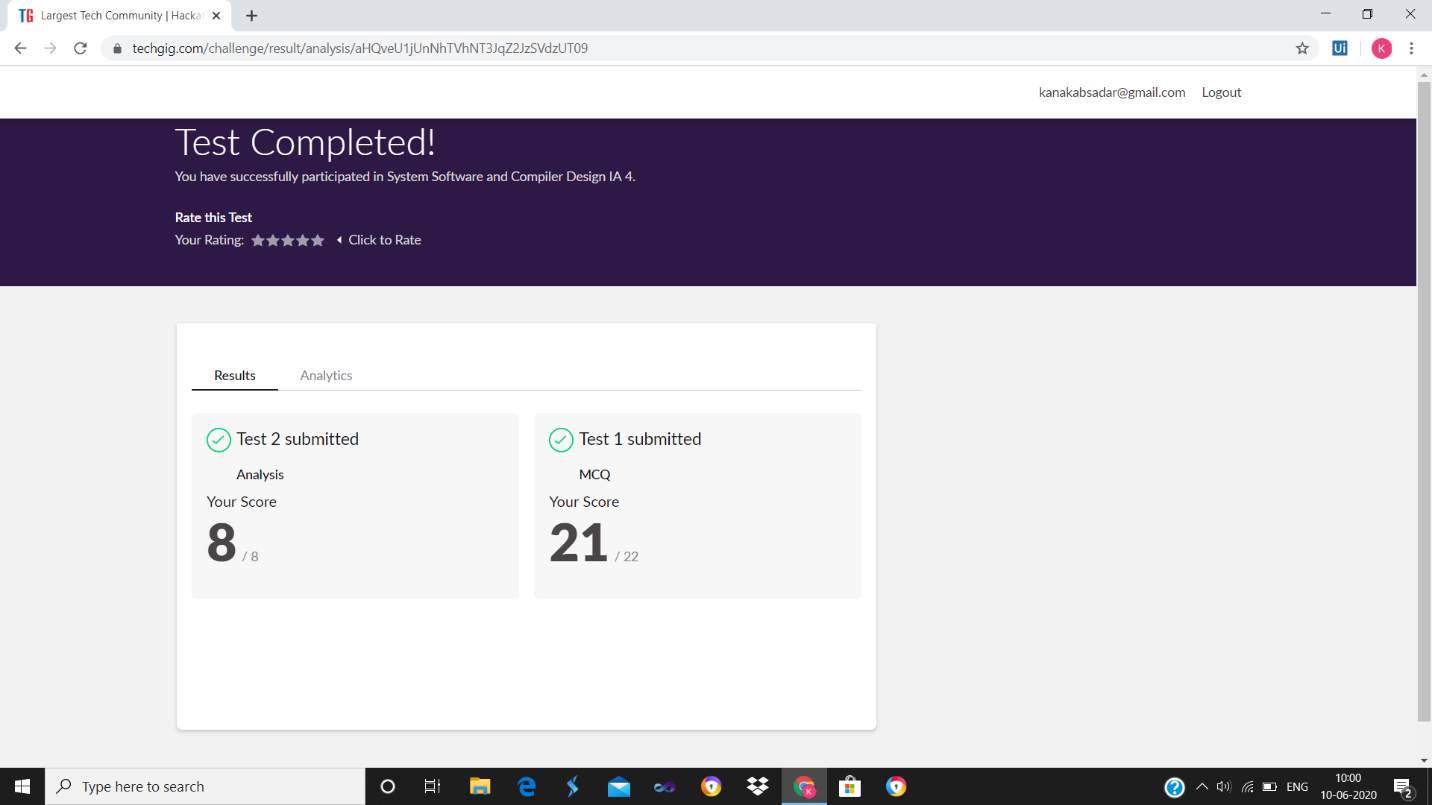 TG Largest Tech Community | Hacka
techgig.com/challenge/result/analysis/aHQveU1jUnNhTVhNT3JqZ2JzSVdzUT09
Ui
K
kanakabsadar@gmail.com Logout
Test Completed!
You have successfully participated in System Software and Compiler Design IA 4.
Rate this Test
Your Rating: Click to Rate
Results Analytics
Test 2 submitted
Analysis
Your Score
8 / 8
Test 1 submitted
MCQ
Your Score
21 / 22
Type here to search
K
ENG
10:00
10-06-2020
2